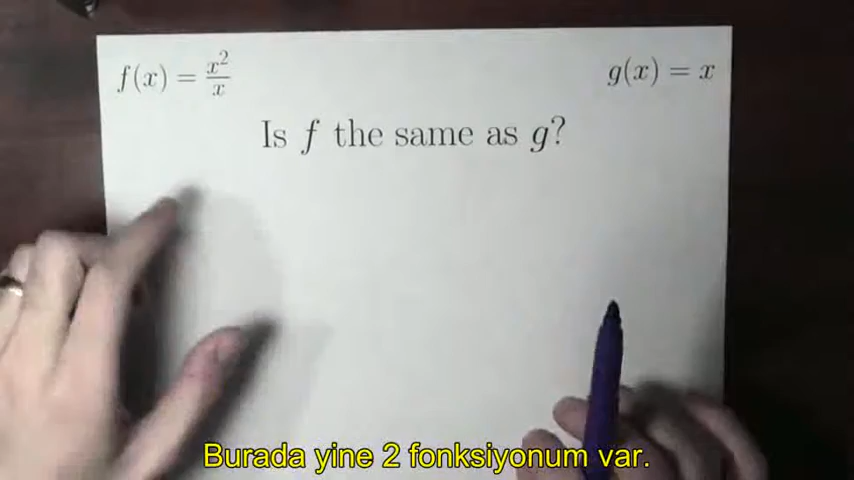 f(x) = x²/x
g(x) = x
Is f the same as g?
Burada yine 2 fonksiyonum var.